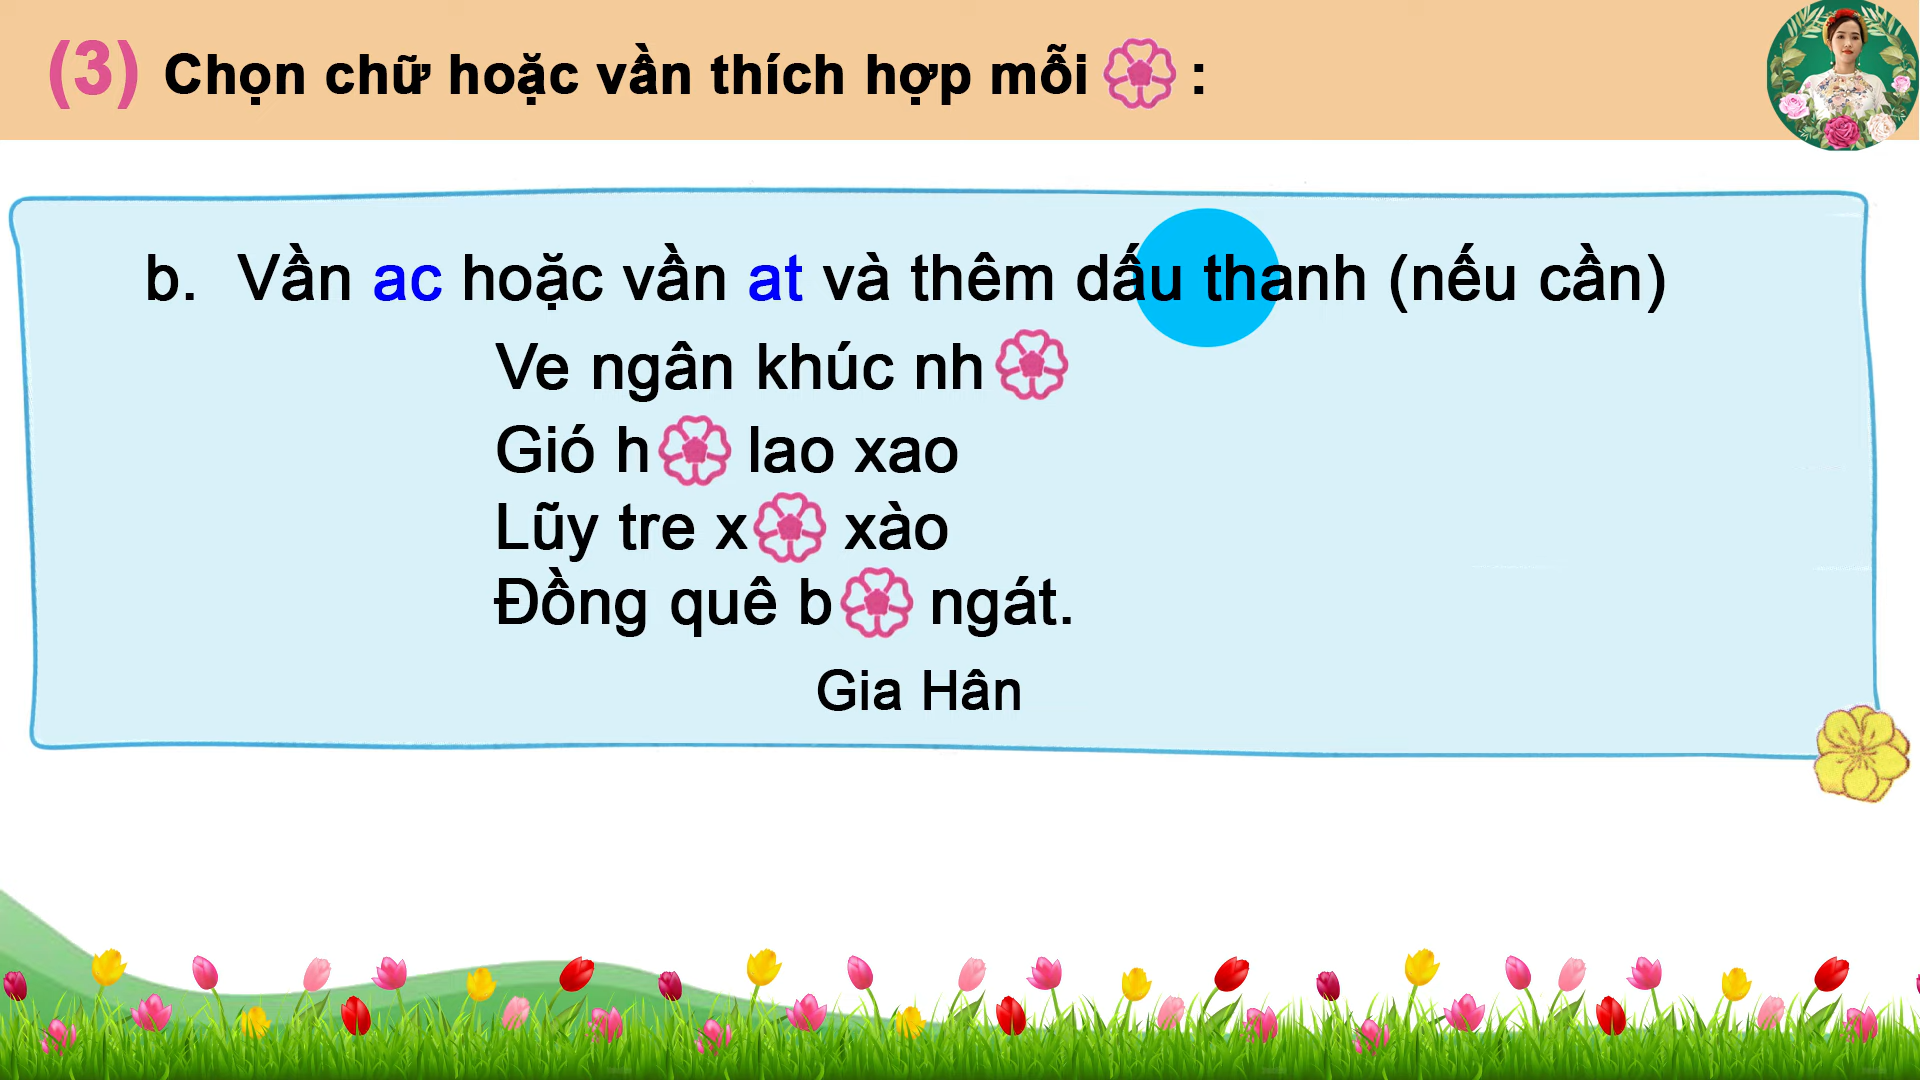 (3) Chọn chữ hoặc vần thích hợp mỗi :
b. Vần ac hoặc vần at và thêm dấu thanh (nếu cần)
Ve ngân khúc nh
Gió h lao xao
Lũy tre x xào
Đồng quê b ngát.
Gia Hân